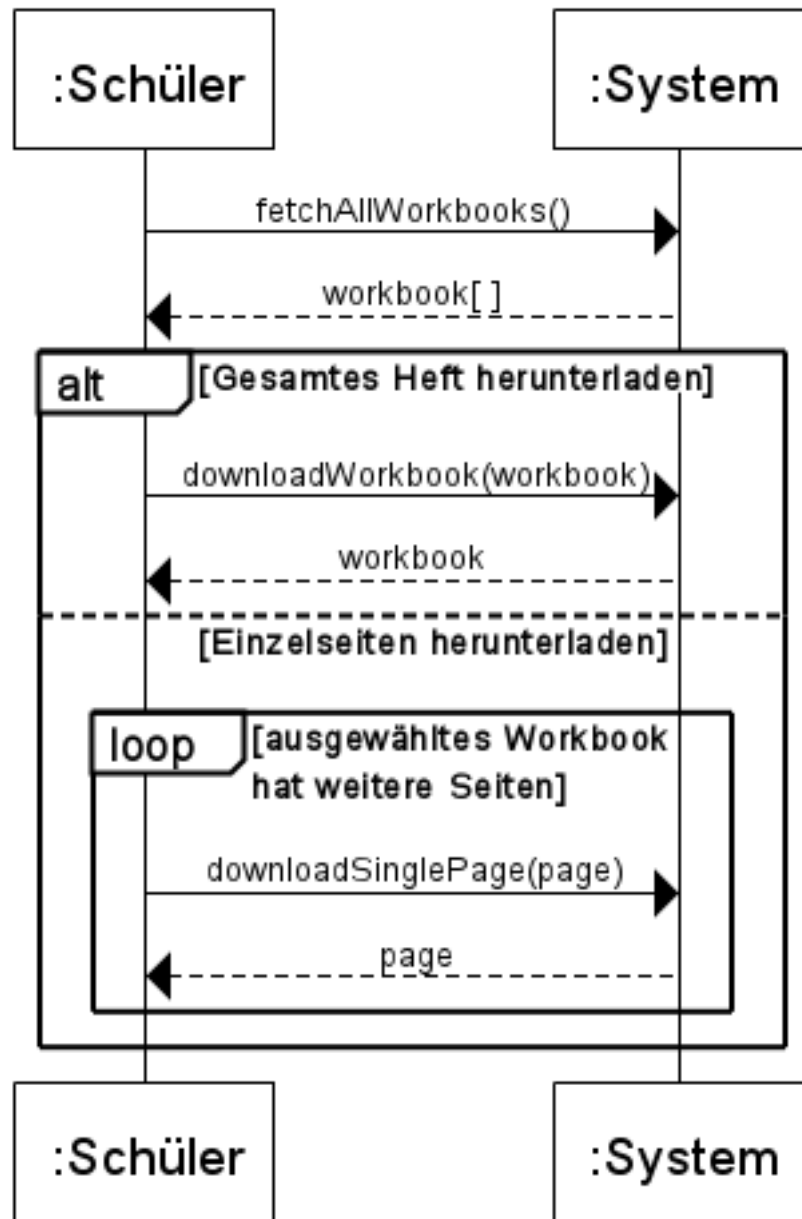 :Schüler
:System
fetchAllWorkbooks()
workbook[ ]
alt
[Gesamtes Heft herunterladen]
downloadWorkbook(workbook)
workbook
[Einzelseiten herunterladen]
loop
[ausgewähltes Workbook
hat weitere Seiten]
downloadSinglePage(page)
page
:Schüler
:System